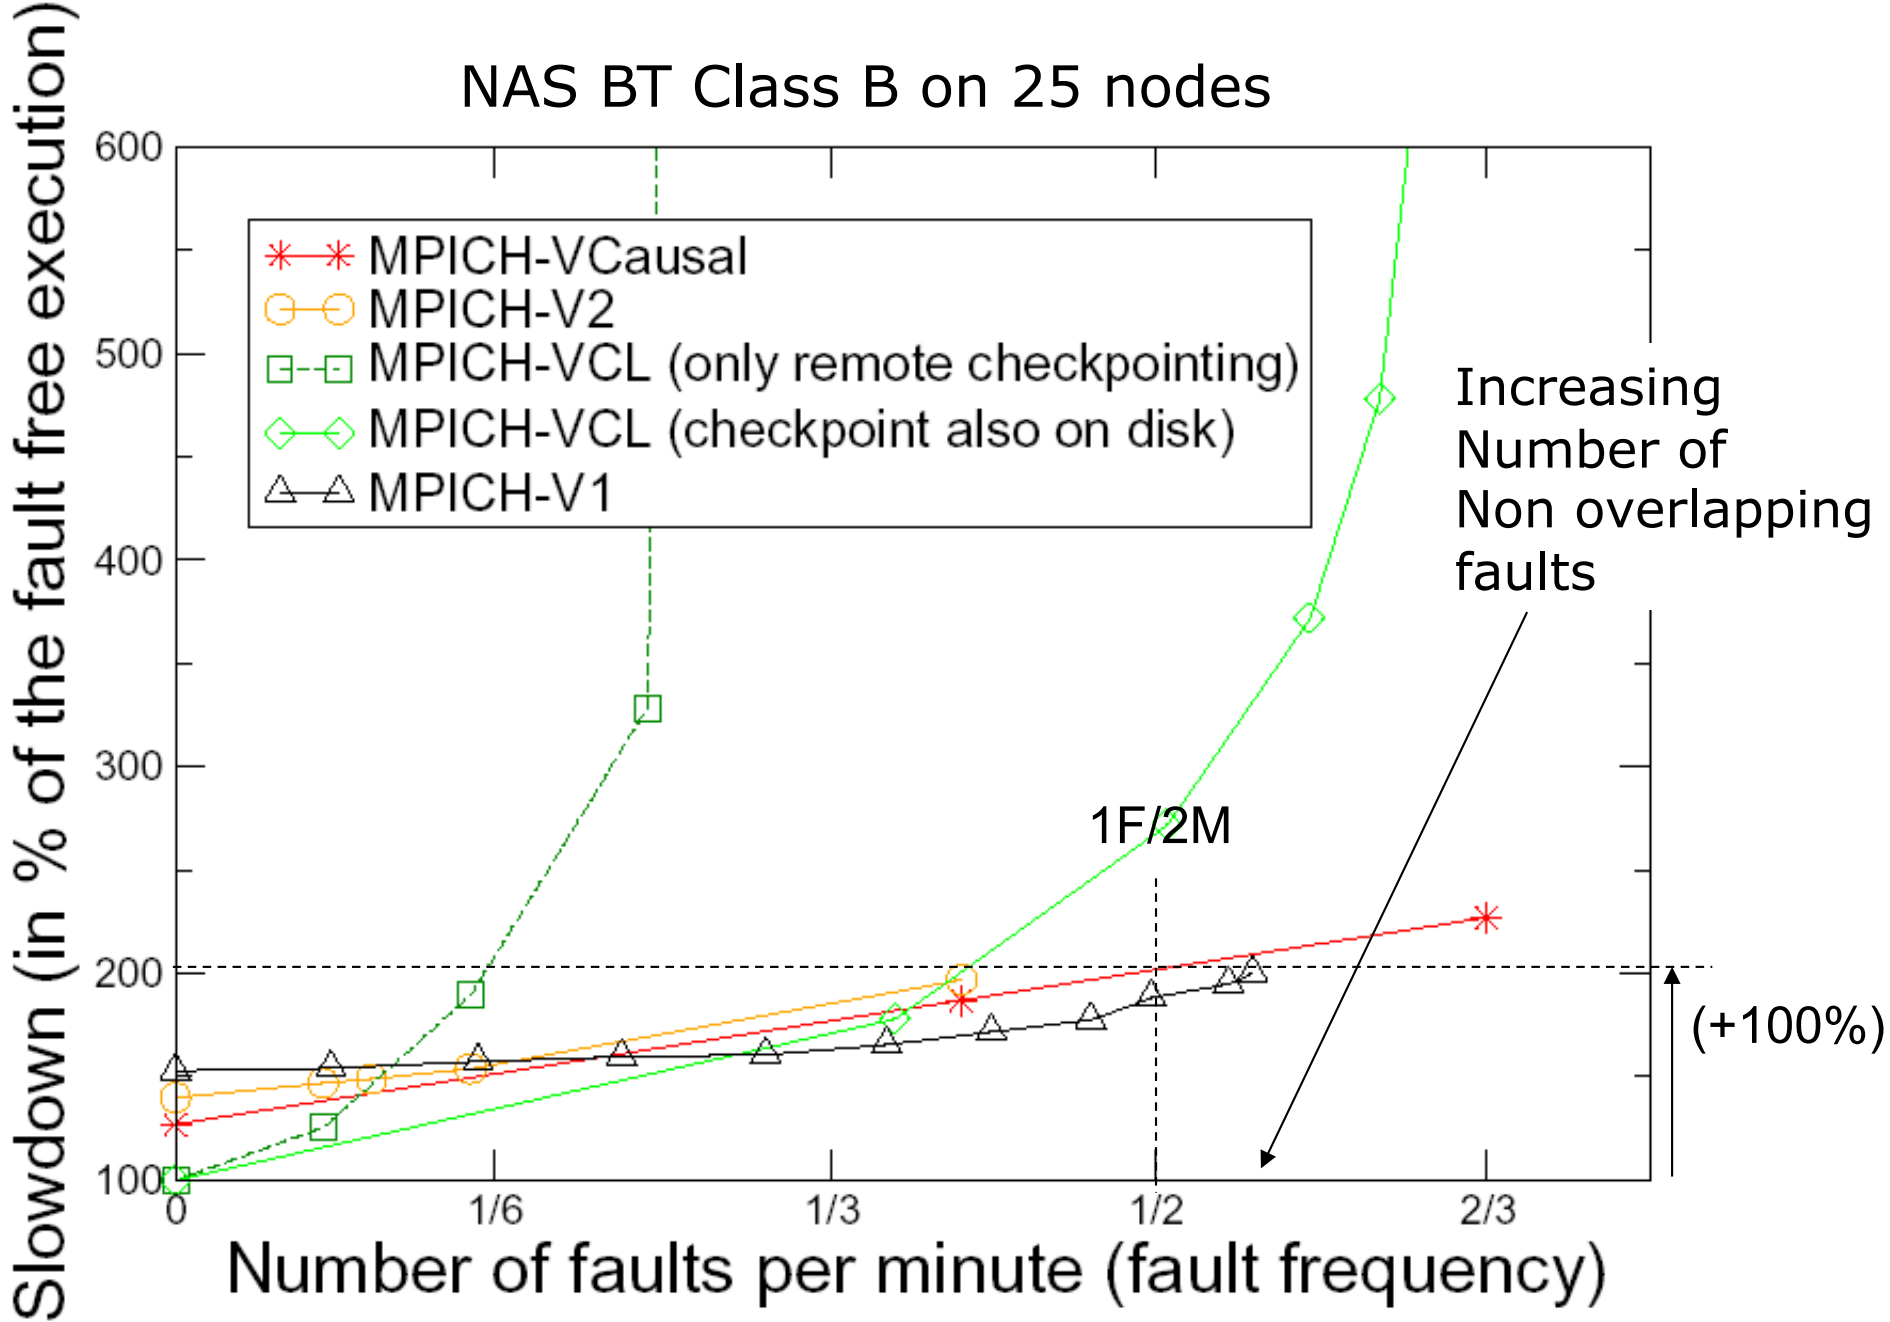 NAS BT Class B on 25 nodes
Slowdown (in % of the fault free execution)
600
500
400
300
200
100
MPICH-VCausal
MPICH-V2
MPICH-VCL (only remote checkpointing)
MPICH-VCL (checkpoint also on disk)
MPICH-V1
Increasing
Number of
Non overlapping
faults
1F/2M
(+100%)
0
1/6
1/3
1/2
2/3
Number of faults per minute (fault frequency)